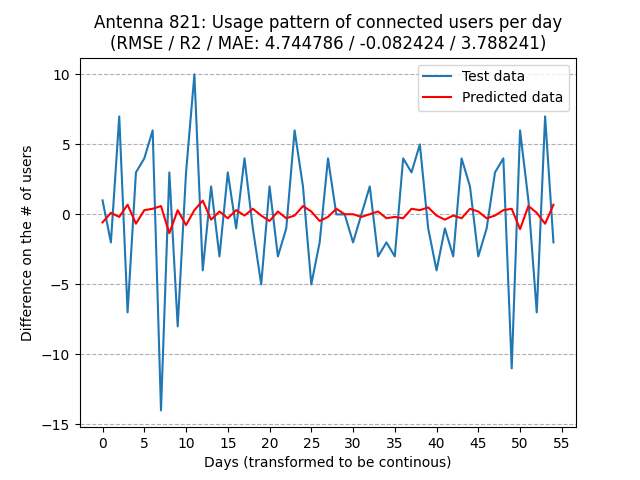 Antenna 821: Usage pattern of connected users per day
(RMSE / R2 / MAE: 4.744786 / -0.082424 / 3.788241)
Test data
Predicted data
10
5
0
−5
−10
−15
Difference on the # of users
0 5 10 15 20 25 30 35 40 45 50 55
Days (transformed to be continous)